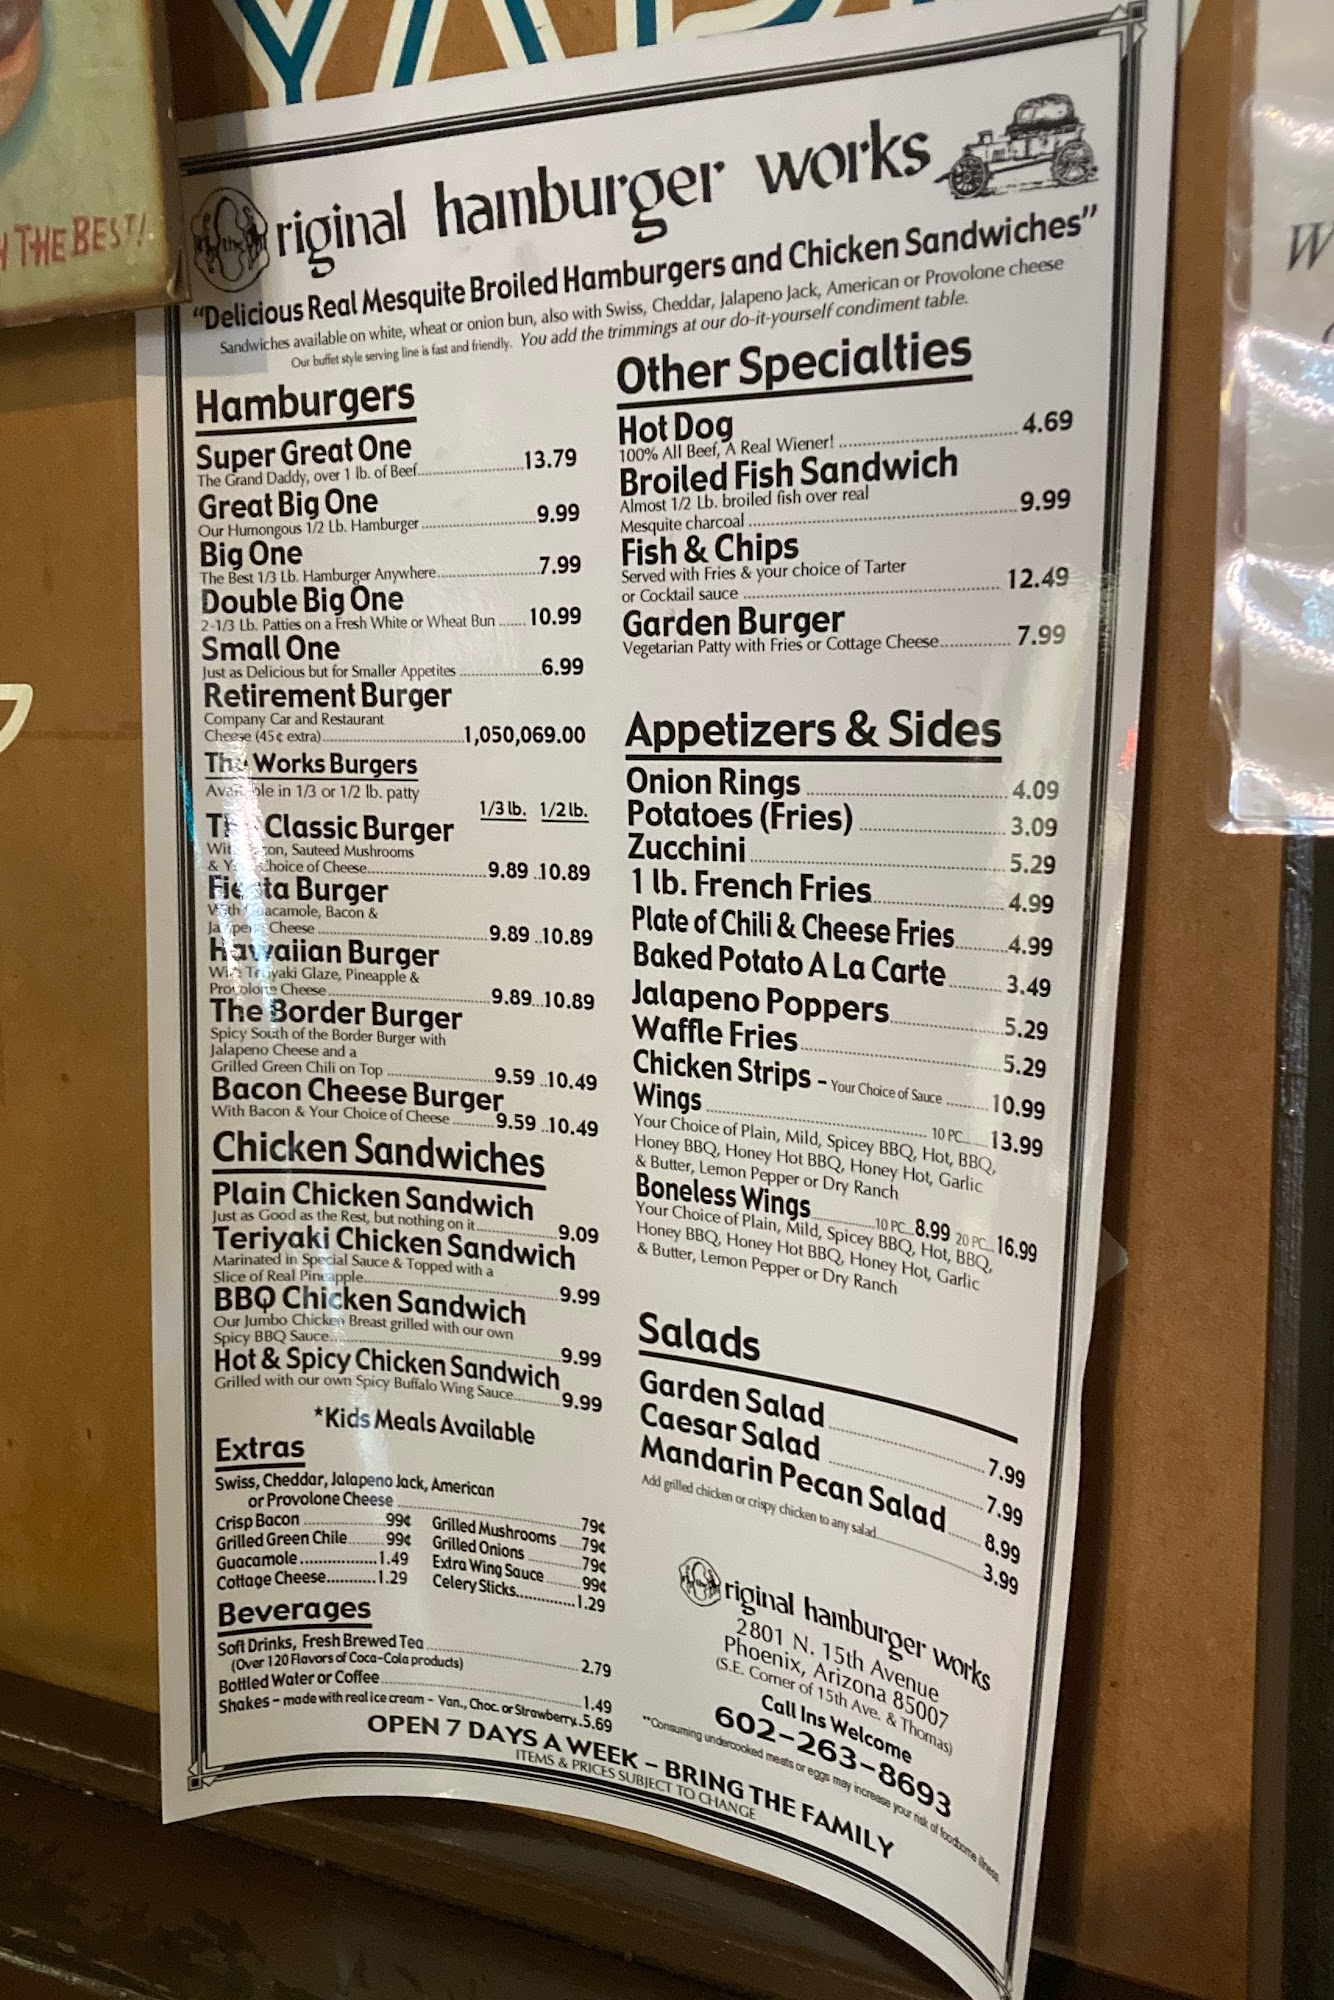 THE BEST!
the Original hamburger works
"Delicious Real Mesquite Broiled Hamburgers and Chicken Sandwiches"
Sandwiches available on white, wheat or onion bun, also with Swiss, Cheddar, Jalapeno Jack, American or Provolone cheese
Our buffet style serving line is fast and friendly. You add the trimmings at our do-it-yourself condiment table.
Hamburgers
Super Great One
The Grand Daddy, over 1 lb. of Beef 13.79
Great Big One
Our Humongous 1/2 Lb. Hamburger 9.99
Big One
The Best 1/3 Lb. Hamburger Anywhere 7.99
Double Big One
2-1/3 Lb. Patties on a Fresh White or Wheat Bun 10.99
Small One
Just as Delicious but for Smaller Appetites 6.99
Retirement Burger
Company Car and Restaurant
Cheese (45¢ extra) 1,050,069.00
The Works Burgers
Available in 1/3 or 1/2 lb. patty
1/3 lb. 1/2 lb.
The Classic Burger
With Bacon, Sauteed Mushrooms
& Your Choice of Cheese 9.89 10.89
Fiesta Burger
With Guacamole, Bacon &
Jalapeno Cheese 9.89 10.89
Hawaiian Burger
With Teriyaki Glaze, Pineapple &
Provolone Cheese 9.89 10.89
The Border Burger
Spicy South of the Border Burger with
Jalapeno Cheese and a
Grilled Green Chili on Top 9.59 10.49
Bacon Cheese Burger
With Bacon & Your Choice of Cheese 9.59 10.49
Chicken Sandwiches
Plain Chicken Sandwich
Just as Good as the Rest, but nothing on it 9.09
Teriyaki Chicken Sandwich
Marinated in Special Sauce & Topped with a
Slice of Real Pineapple 9.99
BBQ Chicken Sandwich
Our Jumbo Chicken Breast grilled with our own
Spicy BBQ Sauce 9.99
Hot & Spicy Chicken Sandwich
Grilled with our own Spicy Buffalo Wing Sauce 9.99
*Kids Meals Available
Extras
Swiss, Cheddar, Jalapeno Jack, American
or Provolone Cheese 79¢
Crisp Bacon 99¢ Grilled Mushrooms 79¢
Grilled Green Chile 99¢ Grilled Onions 79¢
Guacamole 1.49 Extra Wing Sauce 99¢
Cottage Cheese 1.29 Celery Sticks 1.29
Beverages
Soft Drinks, Fresh Brewed Tea 2.79
(Over 120 Flavors of Coca-Cola products)
Bottled Water or Coffee 1.49
Shakes – made with real ice cream – Van., Choc. or Strawberry 5.69
Other Specialties
Hot Dog
100% All Beef, A Real Wiener! 4.69
Broiled Fish Sandwich
Almost 1/2 Lb. broiled fish over real
Mesquite charcoal 9.99
Fish & Chips
Served with Fries & your choice of Tarter
or Cocktail sauce 12.49
Garden Burger
Vegetarian Patty with Fries or Cottage Cheese 7.99
Appetizers & Sides
Onion Rings 4.09
Potatoes (Fries) 3.09
Zucchini 5.29
1 lb. French Fries 4.99
Plate of Chili & Cheese Fries 4.99
Baked Potato A La Carte 3.49
Jalapeno Poppers 5.29
Waffle Fries 5.29
Chicken Strips - Your Choice of Sauce 10.99
Wings 10 PC. 13.99
Your Choice of Plain, Mild, Spicey BBQ, Hot, BBQ,
Honey BBQ, Honey Hot BBQ, Honey Hot, Garlic
& Butter, Lemon Pepper or Dry Ranch
Boneless Wings 10 PC. 8.99 20 PC. 16.99
Your Choice of Plain, Mild, Spicey BBQ, Hot, BBQ,
Honey BBQ, Honey Hot BBQ, Honey Hot, Garlic
& Butter, Lemon Pepper or Dry Ranch
Salads
Garden Salad 7.99
Caesar Salad 7.99
Mandarin Pecan Salad 8.99
Add grilled chicken or crispy chicken to any salad 3.99
the Original hamburger works
2801 N. 15th Avenue
Phoenix, Arizona 85007
(S.E. Corner of 15th Ave. & Thomas)
Call Ins Welcome
602-263-8693
**Consuming undercooked meats or eggs may increase your risk of foodborne illness.
OPEN 7 DAYS A WEEK – BRING THE FAMILY
ITEMS & PRICES SUBJECT TO CHANGE